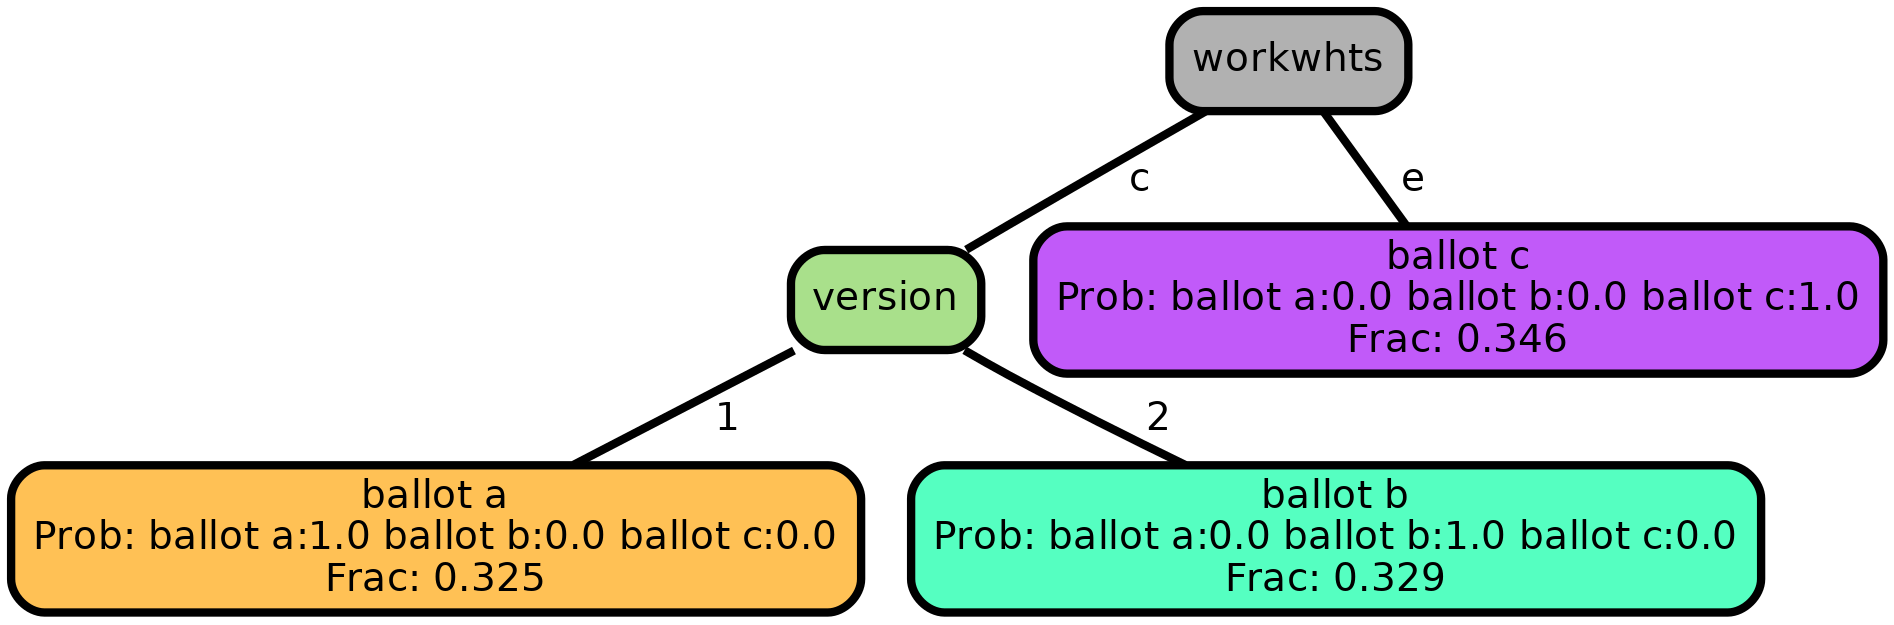 workwhts
c
e
version
ballot c
Prob: ballot a:0.0 ballot b:0.0 ballot c:1.0
Frac: 0.346
1
2
ballot a
Prob: ballot a:1.0 ballot b:0.0 ballot c:0.0
Frac: 0.325
ballot b
Prob: ballot a:0.0 ballot b:1.0 ballot c:0.0
Frac: 0.329